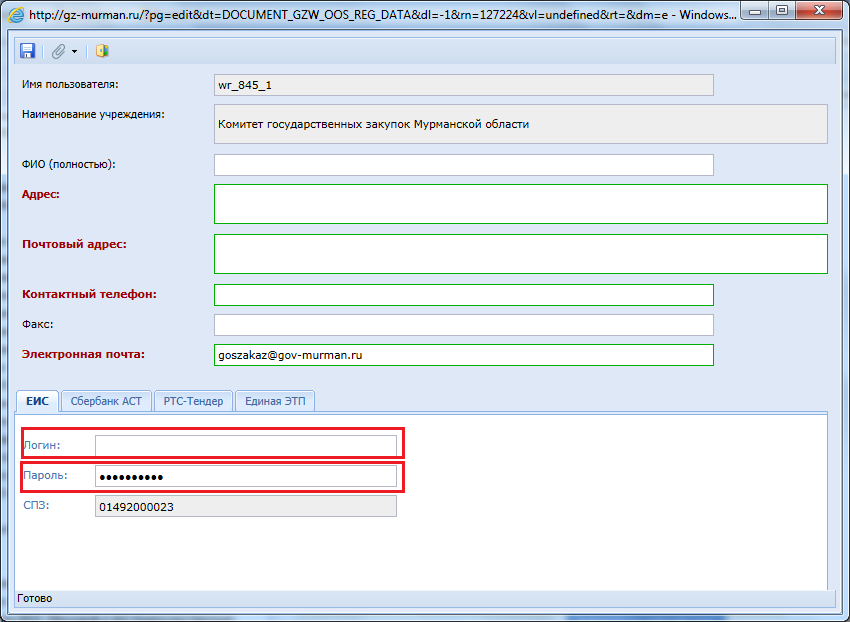 http://gz-murman.ru/?pg=edit&dt=DOCUMENT_GZW_OOS_REG_DATA&dl=-1&rn=127224&vl=undefined&rt=&dm=e - Windows...
Имя пользователя: wr_845_1
Наименование учреждения: Комитет государственных закупок Мурманской области
ФИО (полностью):
Адрес:
Почтовый адрес:
Контактный телефон:
Факс:
Электронная почта: goszakaz@gov-murman.ru
ЕИС Сбербанк АСТ РТС-Тендер Единая ЭТП
Логин:
Пароль: ••••••••••
СПЗ: 01492000023
Готово